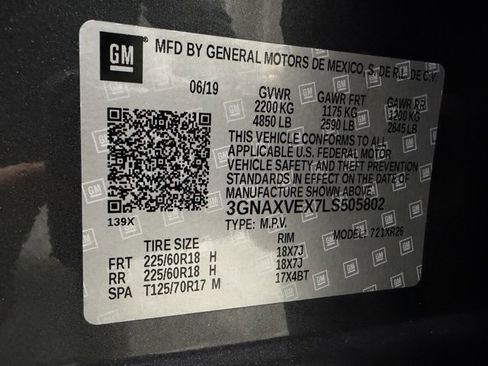 GM
MFD BY GENERAL MOTORS DE MEXICO, S. DE R.L. DE C.V.
06/19 GVWR GAWR FRT GAWR RR
2200 KG 1175 KG 1200 KG
4850 LB 2590 LB 2645 LB
THIS VEHICLE CONFORMS TO ALL
APPLICABLE U.S. FEDERAL MOTOR
VEHICLE SAFETY AND THEFT PREVENTION
STANDARDS IN EFFECT ON THE DATE OF
MANUFACTURE SHOWN ABOVE.
3GNAXVEX7LS505802
139X TYPE: M.P.V. MODEL: 721XR26
TIRE SIZE RIM
FRT 225/60R18 H 18X7J
RR 225/60R18 H 18X7J
SPA T125/70R17 M 17X4BT